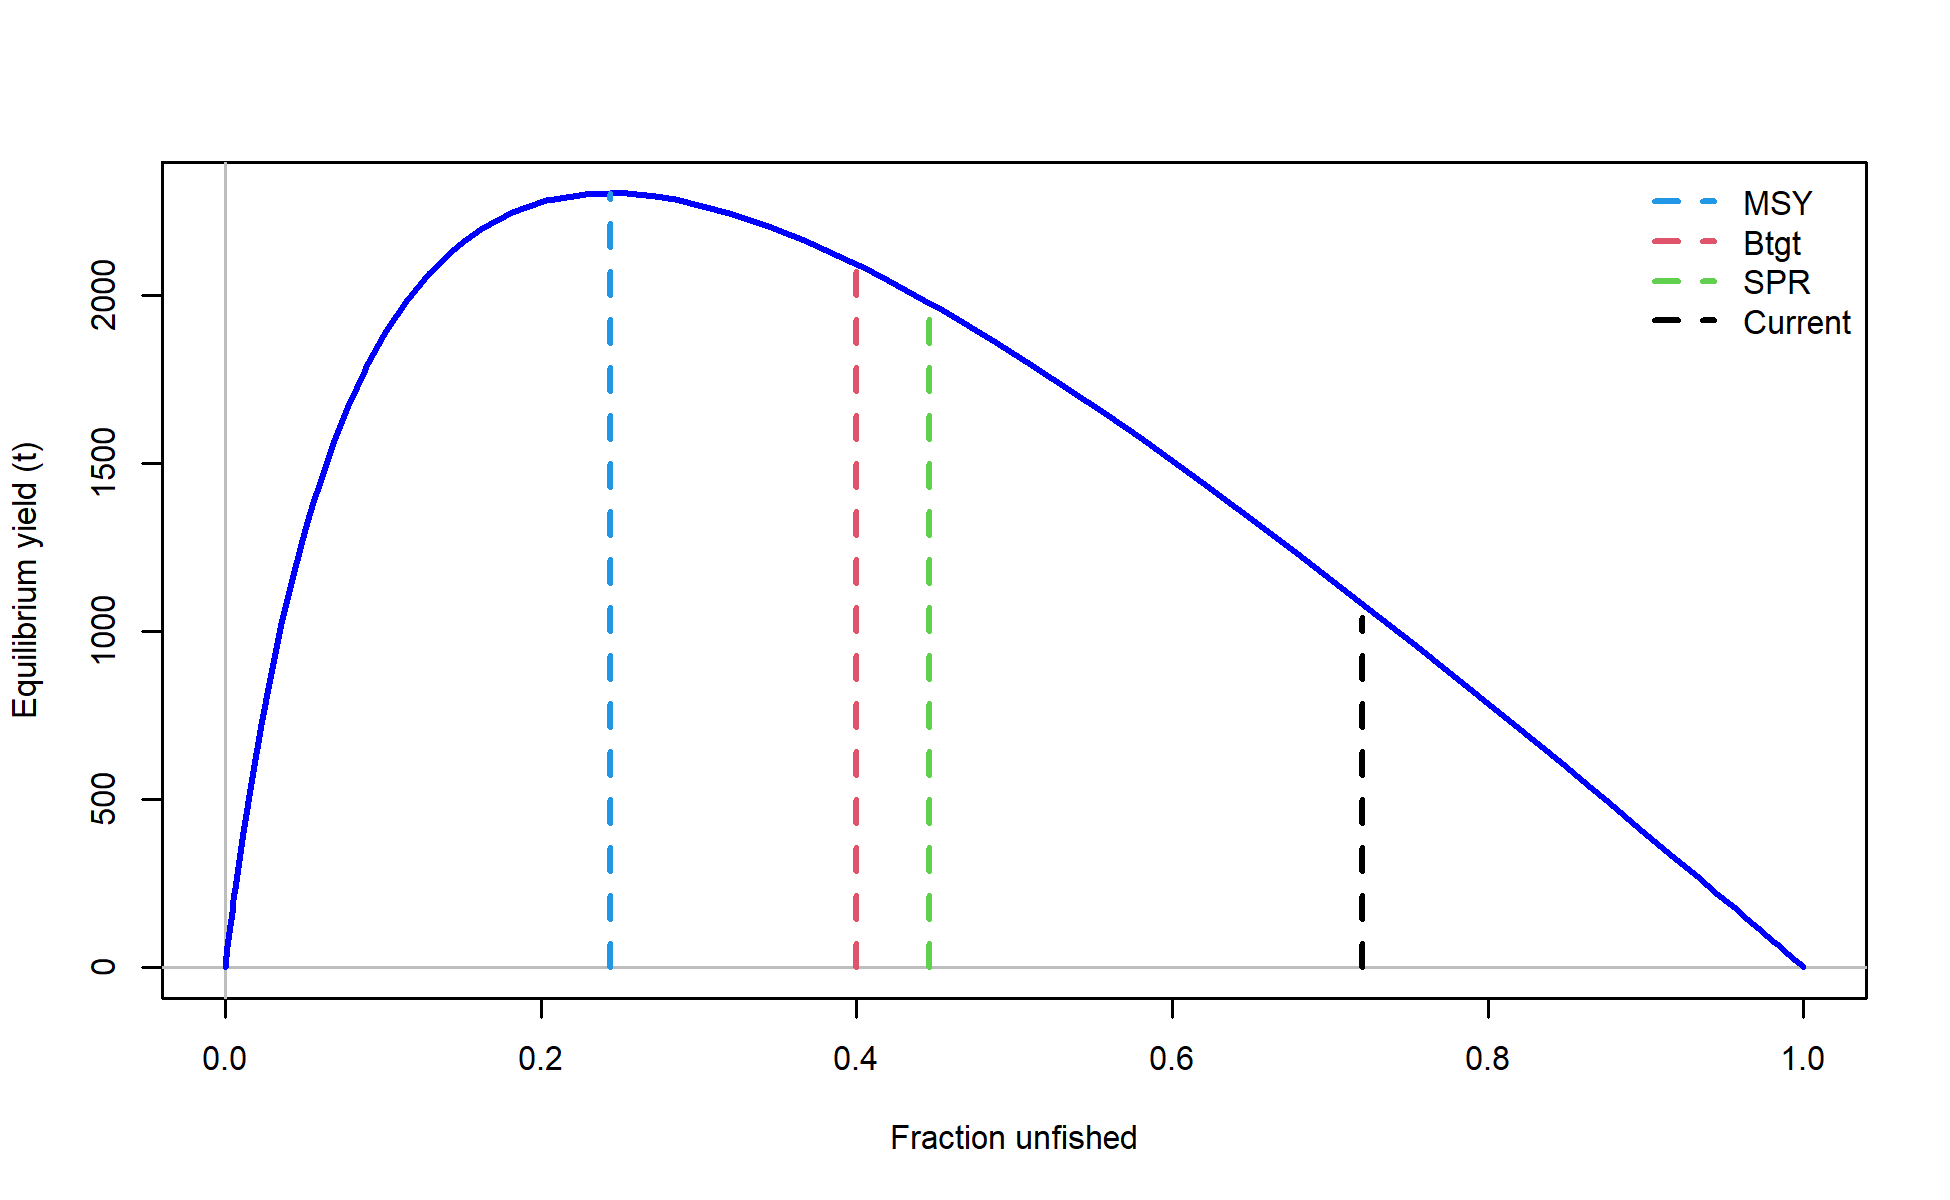 MSY
Btgt
SPR
Current
Equilibrium yield (t)
2000
1500
1000
500
0
0.0 0.2 0.4 0.6 0.8 1.0
Fraction unfished